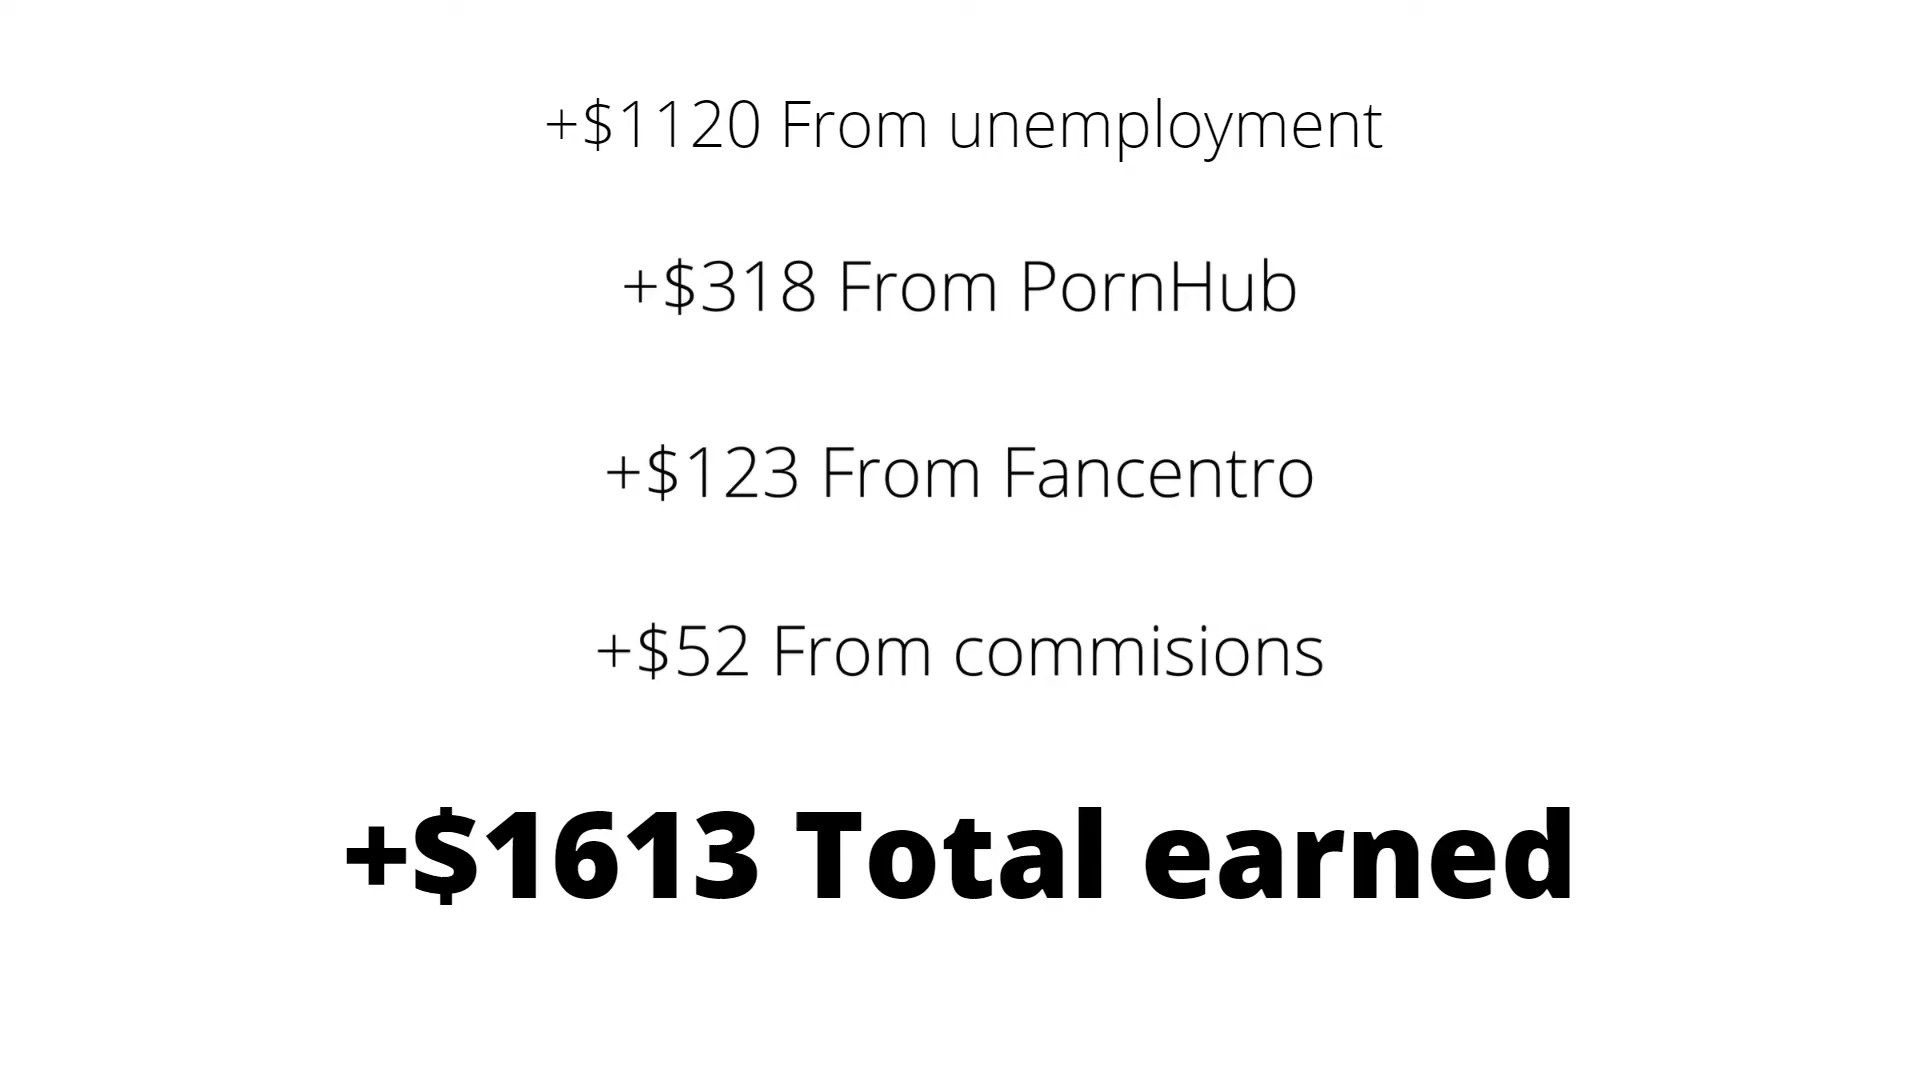 +$1120 From unemployment
+$318 From PornHub
+$123 From Fancentro
+$52 From commisions
+$1613 Total earned